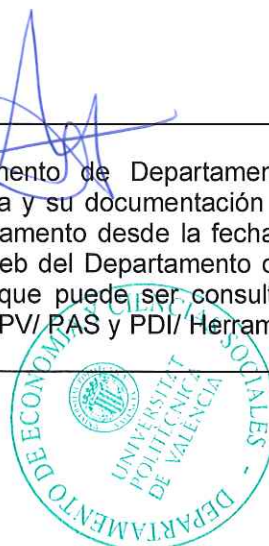 de Departamen
a y su documentación
amento desde la fecha
eb del Departamento
que puede ser consult
PV/ PAS y PDI/ Herram
DEPARTAMENTO DE ECONOMÍA Y CIENCIAS SOCIALES -
UNIVERSITAT
POLITÈCNICA
DE VALÈNCIA